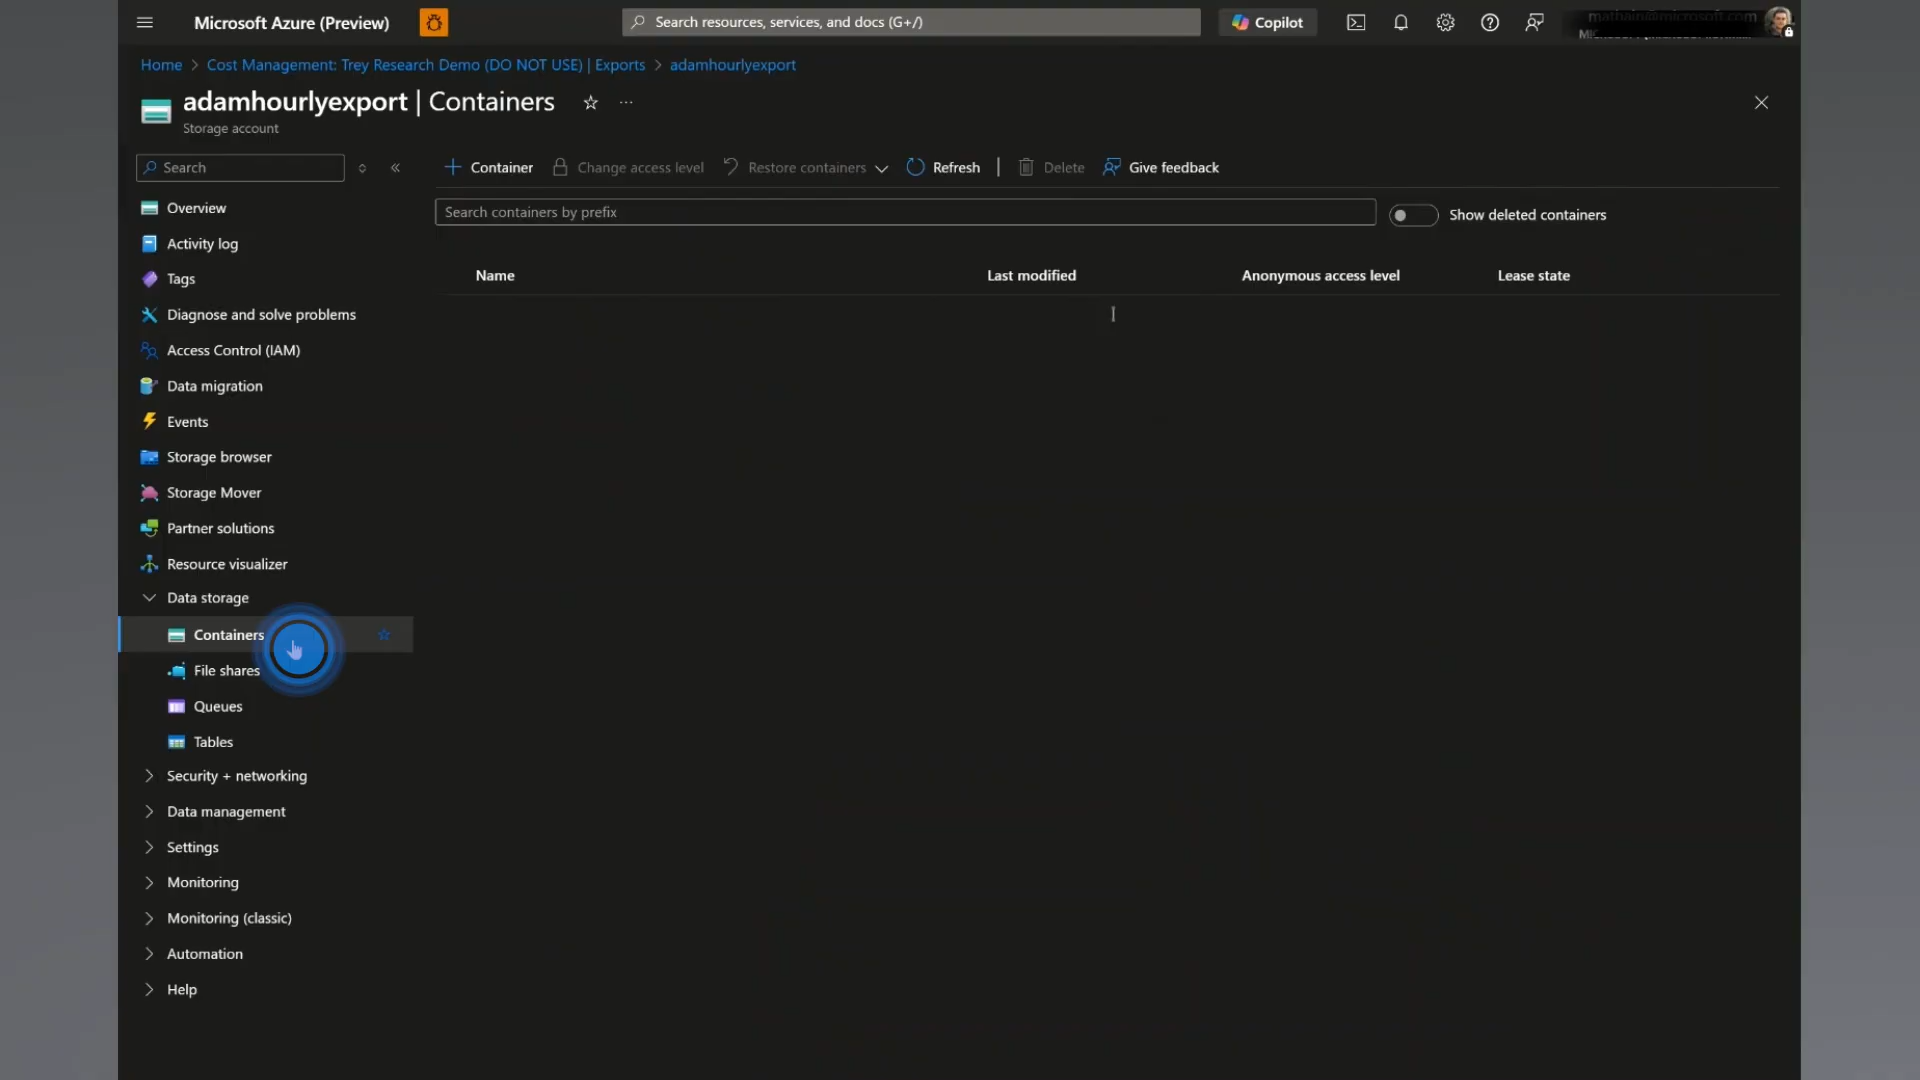 Microsoft Azure (Preview)
Search resources, services, and docs (G+/)
Copilot
Home > Cost Management: Trey Research Demo (DO NOT USE) | Exports > adamhourlyexport
adamhourlyexport | Containers
Storage account
Search
Container
Change access level
Restore containers
Refresh
Delete
Give feedback
Search containers by prefix
Show deleted containers
Name
Last modified
Anonymous access level
Lease state
Overview
Activity log
Tags
Diagnose and solve problems
Access Control (IAM)
Data migration
Events
Storage browser
Storage Mover
Partner solutions
Resource visualizer
Data storage
Containers
File shares
Queues
Tables
Security + networking
Data management
Settings
Monitoring
Monitoring (classic)
Automation
Help